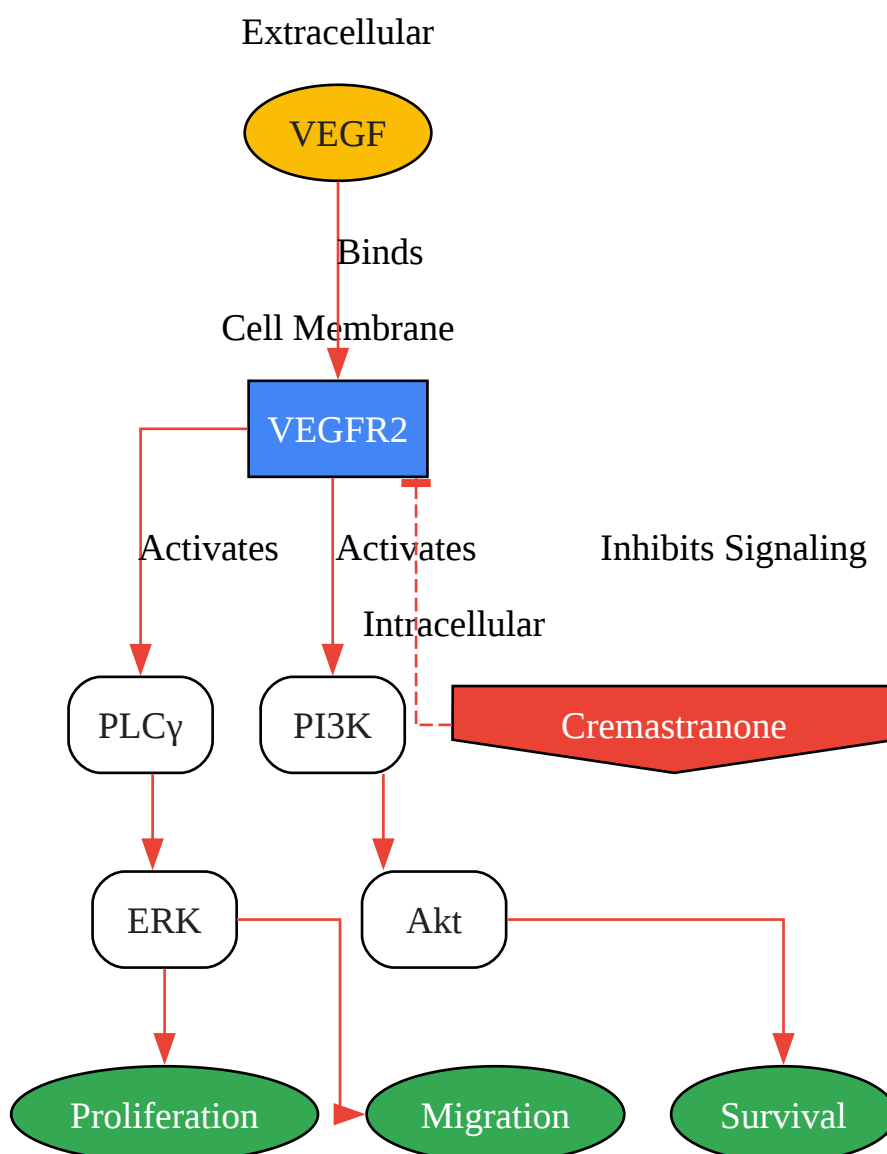 Extracellular
VEGF
Binds
Cell Membrane
VEGFR2
Activates
Activates
Inhibits Signaling
Intracellular
PLCγ
PI3K
Cremastranone
ERK
Akt
Proliferation
Migration
Survival